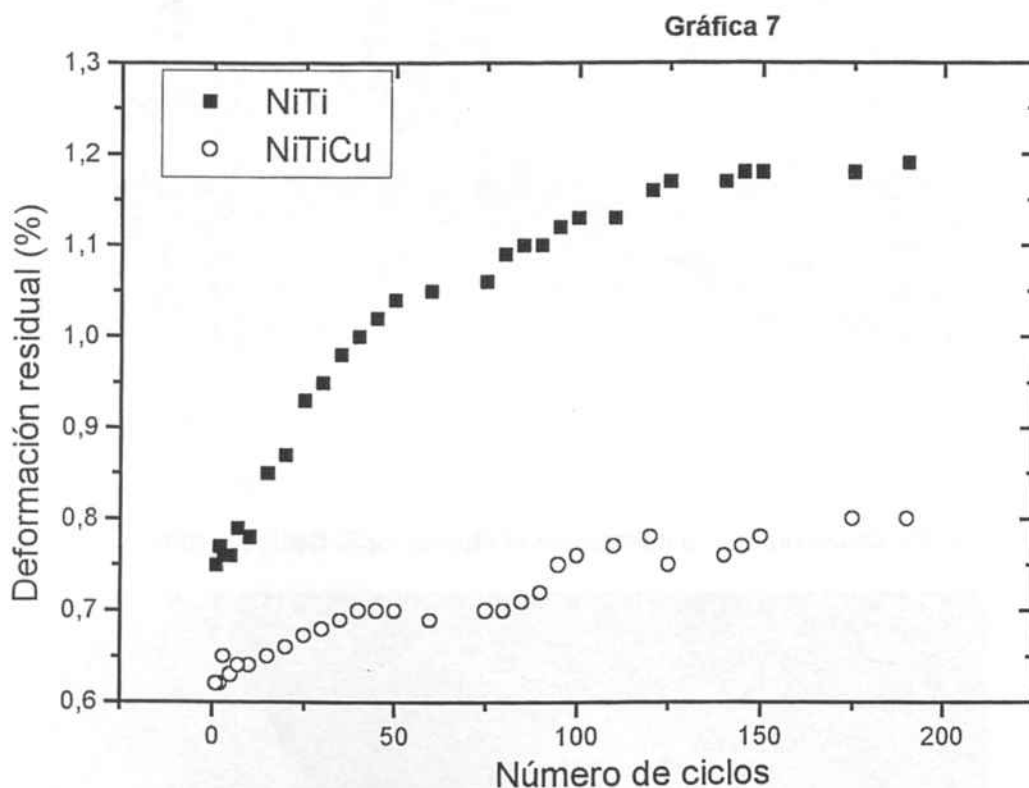 Gráfica 7
1,3
1,2
1,1
1,0
0,9
0,8
0,7
0,6
Deformación residual (%)
NiTi
NiTiCu
0
50
100
150
200
Número de ciclos